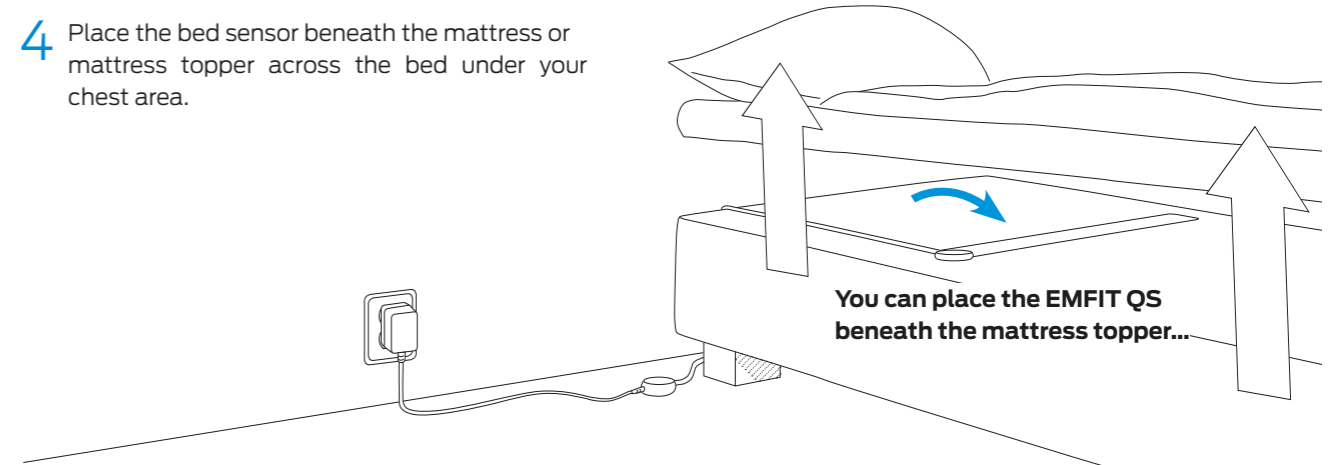 4
Place the bed sensor beneath the mattress or
mattress topper across the bed under your
chest area.
You can place the EMFIT QS
beneath the mattress topper...